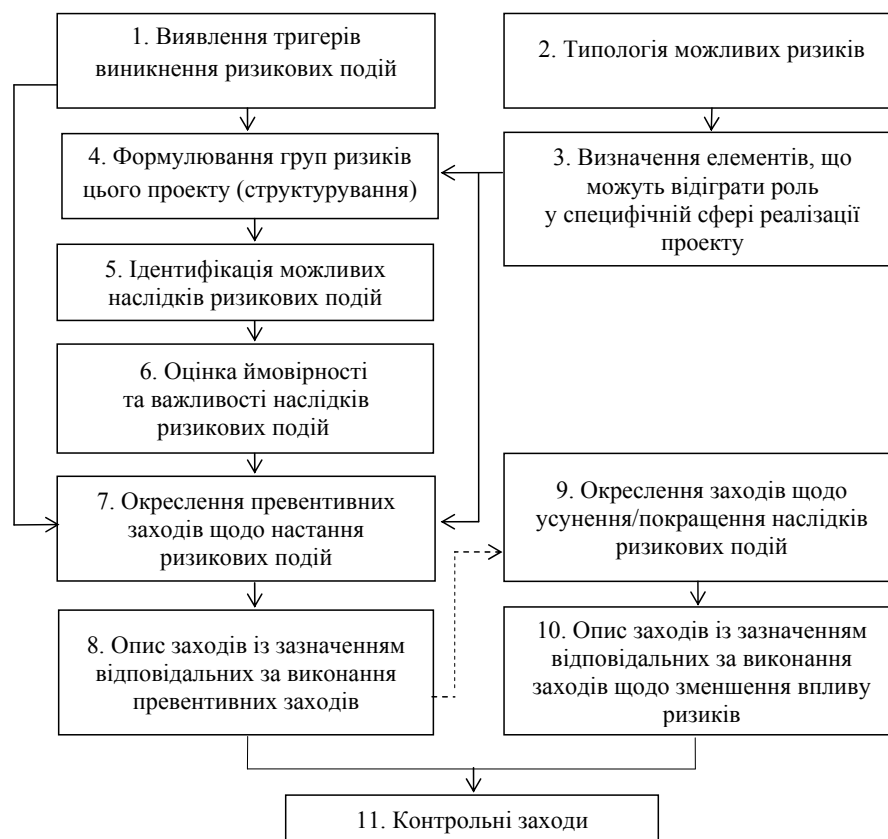 1. Виявлення тригерів
виникнення ризикових подій
2. Типологія можливих ризиків
4. Формулювання груп ризиків
цього проекту (структурування)
3. Визначення елементів, що
можуть відіграти роль
у специфічній сфері реалізації
проекту
5. Ідентифікація можливих
наслідків ризикових подій
6. Оцінка ймовірності
та важливості наслідків
ризикових подій
7. Окреслення превентивних
заходів щодо настання
ризикових подій
9. Окреслення заходів щодо
усунення/покращення наслідків
ризикових подій
8. Опис заходів із зазначенням
відповідальних за виконання
превентивних заходів
10. Опис заходів із зазначенням
відповідальних за виконання
заходів щодо зменшення впливу
ризиків
11. Контрольні заходи